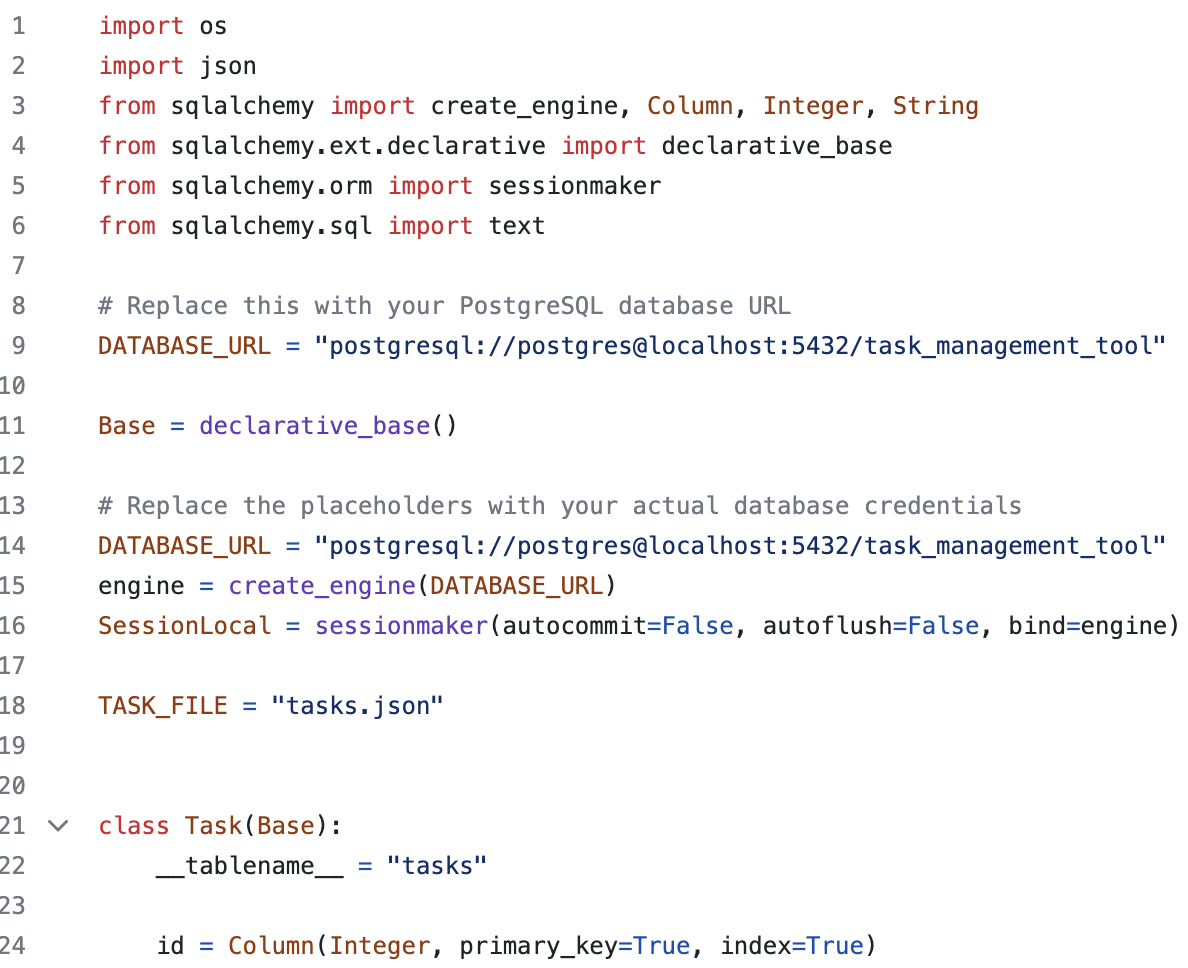 1 import os
2 import json
3 from sqlalchemy import create_engine, Column, Integer, String
4 from sqlalchemy.ext.declarative import declarative_base
5 from sqlalchemy.orm import sessionmaker
6 from sqlalchemy.sql import text
7
8 # Replace this with your PostgreSQL database URL
9 DATABASE_URL = "postgresql://postgres@localhost:5432/task_management_tool"
10
11 Base = declarative_base()
12
13 # Replace the placeholders with your actual database credentials
14 DATABASE_URL = "postgresql://postgres@localhost:5432/task_management_tool"
15 engine = create_engine(DATABASE_URL)
16 SessionLocal = sessionmaker(autocommit=False, autoflush=False, bind=engine)
17
18 TASK_FILE = "tasks.json"
19
20
21 class Task(Base):
22     __tablename__ = "tasks"
23
24     id = Column(Integer, primary_key=True, index=True)